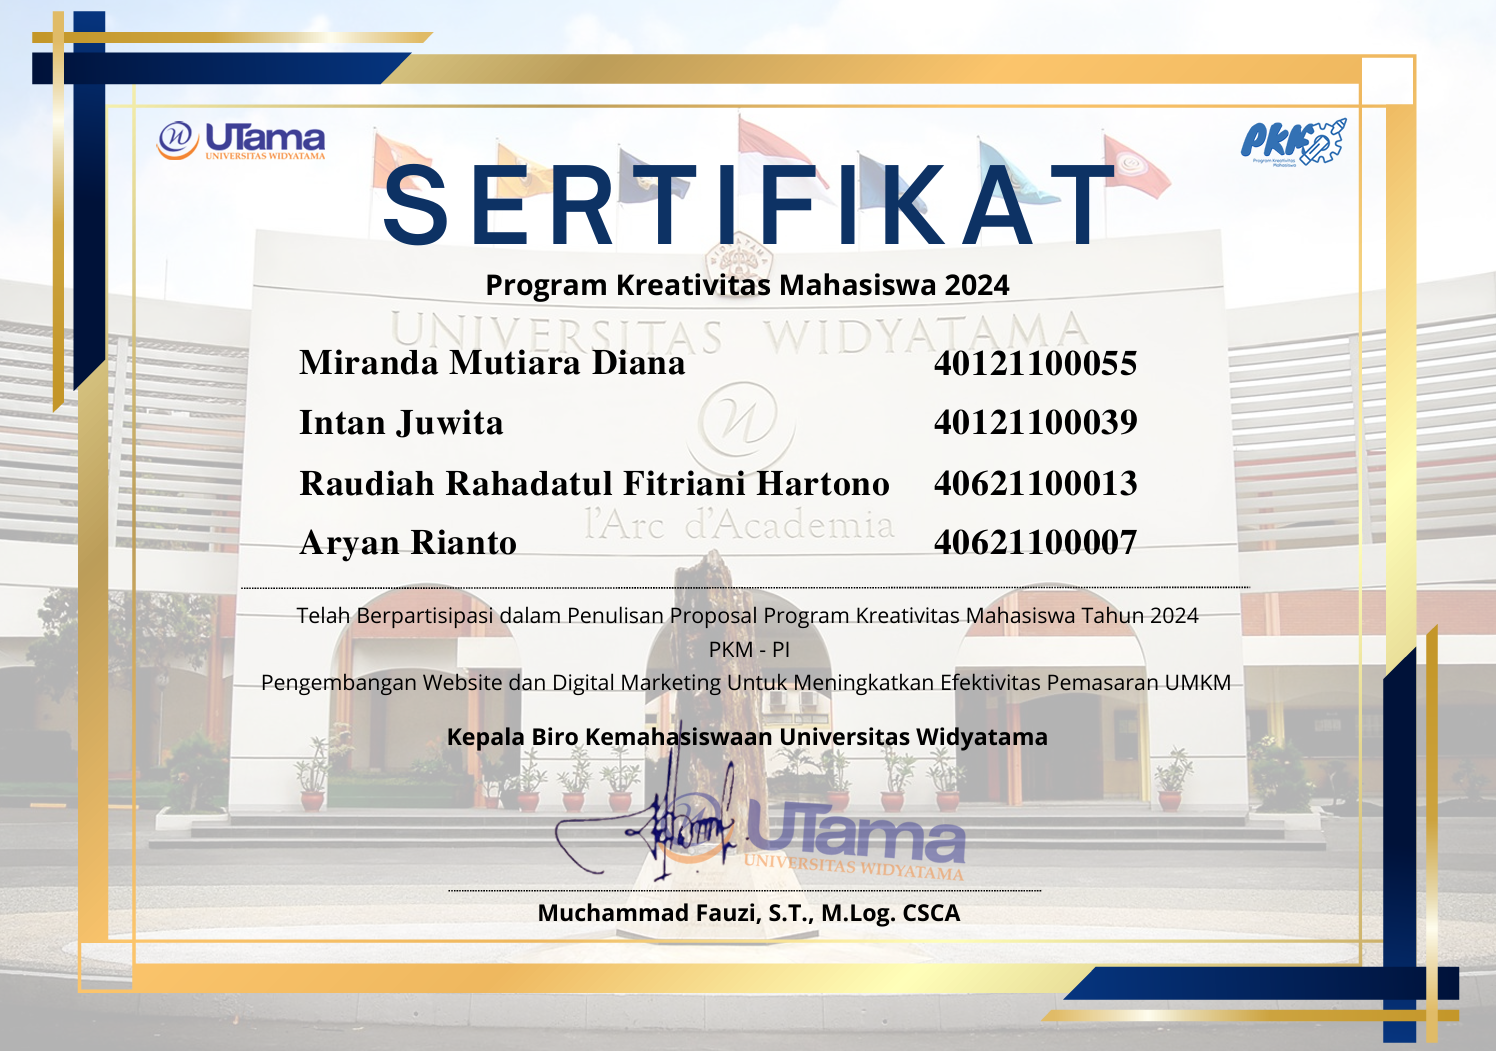 UTama
UNIVERSITAS WIDYATAMA
PKM
Program Kreativitas
Mahasiswa
SERTIFIKAT
Program Kreativitas Mahasiswa 2024
UNIVERSITAS WIDYATAMA
Miranda Mutiara Diana 40121100055
Intan Juwita 40121100039
Raudiah Rahadatul Fitriani Hartono 40621100013
l'Arc d'Academia
Aryan Rianto 40621100007
Telah Berpartisipasi dalam Penulisan Proposal Program Kreativitas Mahasiswa Tahun 2024
PKM - PI
Pengembangan Website dan Digital Marketing Untuk Meningkatkan Efektivitas Pemasaran UMKM
Kepala Biro Kemahasiswaan Universitas Widyatama
UTama
UNIVERSITAS WIDYATAMA
Muchammad Fauzi, S.T., M.Log. CSCA